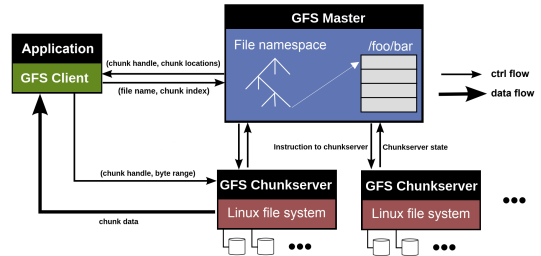 GFS Master
Application
GFS Client
File namespace
/foo/bar
(chunk handle, chunk locations)
(file name, chunk index)
ctrl flow
data flow
Instruction to chunkserver
Chunkserver state
(chunk handle, byte range)
GFS Chunkserver
Linux file system
GFS Chunkserver
Linux file system
chunk data